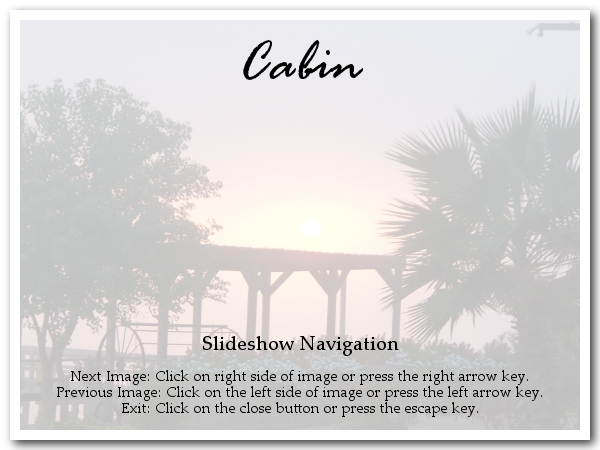 Cabin
Slideshow Navigation
Next Image: Click on right side of image or press the right arrow key.
Previous Image: Click on the left side of image or press the left arrow key.
Exit: Click on the close button or press the escape key.